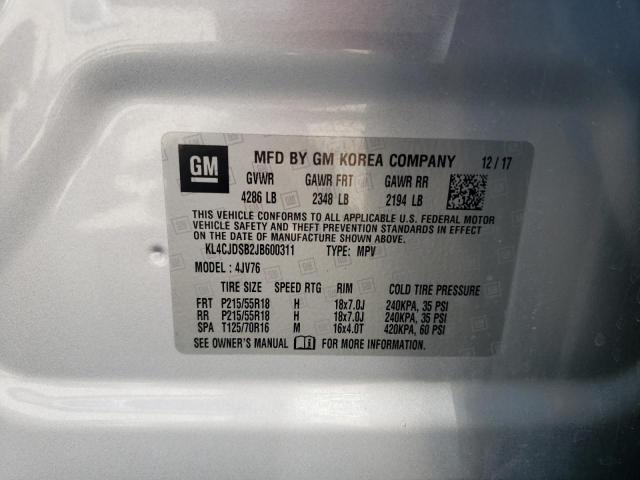 GM MFD BY GM KOREA COMPANY 12 / 17
GVWR GAWR FRT GAWR RR
4286 LB 2348 LB 2194 LB
THIS VEHICLE CONFORMS TO ALL APPLICABLE U.S. FEDERAL MOTOR
VEHICLE SAFETY AND THEFT PREVENTION STANDARDS IN EFFECT ON
THE DATE OF MANUFACTURE SHOWN ABOVE.
KL4CJDSB2JB600311 TYPE: MPV
MODEL : 4JV76
TIRE SIZE SPEED RTG RIM COLD TIRE PRESSURE
FRT P215/55R18 H 18x7.0J 240KPA, 35 PSI
RR P215/55R18 H 18x7.0J 240KPA, 35 PSI
SPA T125/70R16 M 16x4.0T 420KPA, 60 PSI
SEE OWNER'S MANUAL FOR MORE INFORMATION